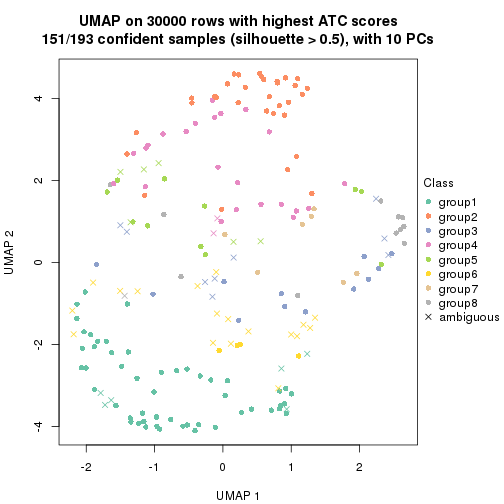 UMAP on 30000 rows with highest ATC scores
151/193 confident samples (silhouette > 0.5), with 10 PCs
4
2
0
-2
-4
UMAP 2
-2
-1
0
1
2
UMAP 1
Class
group1
group2
group3
group4
group5
group6
group7
group8
ambiguous